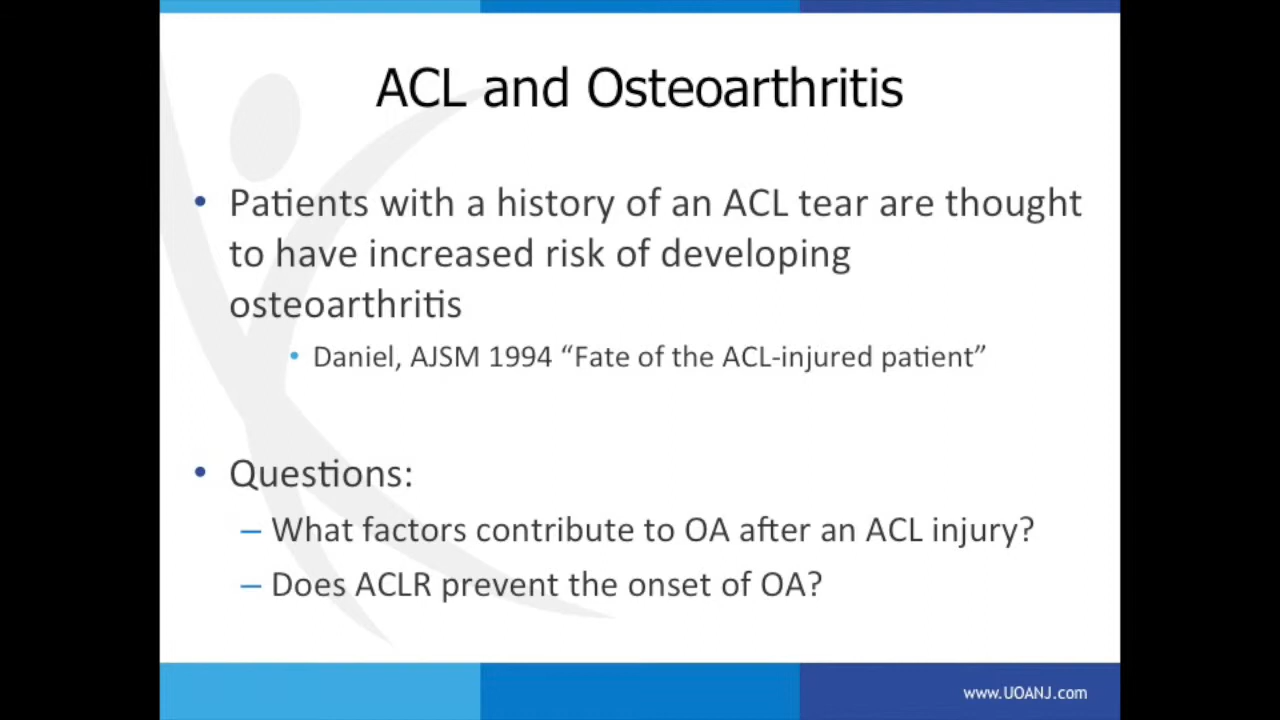 ACL and Osteoarthritis
• Patients with a history of an ACL tear are thought
to have increased risk of developing
osteoarthritis
• Daniel, AJSM 1994 “Fate of the ACL-injured patient”
• Questions:
– What factors contribute to OA after an ACL injury?
– Does ACLR prevent the onset of OA?
www.UOANJ.com